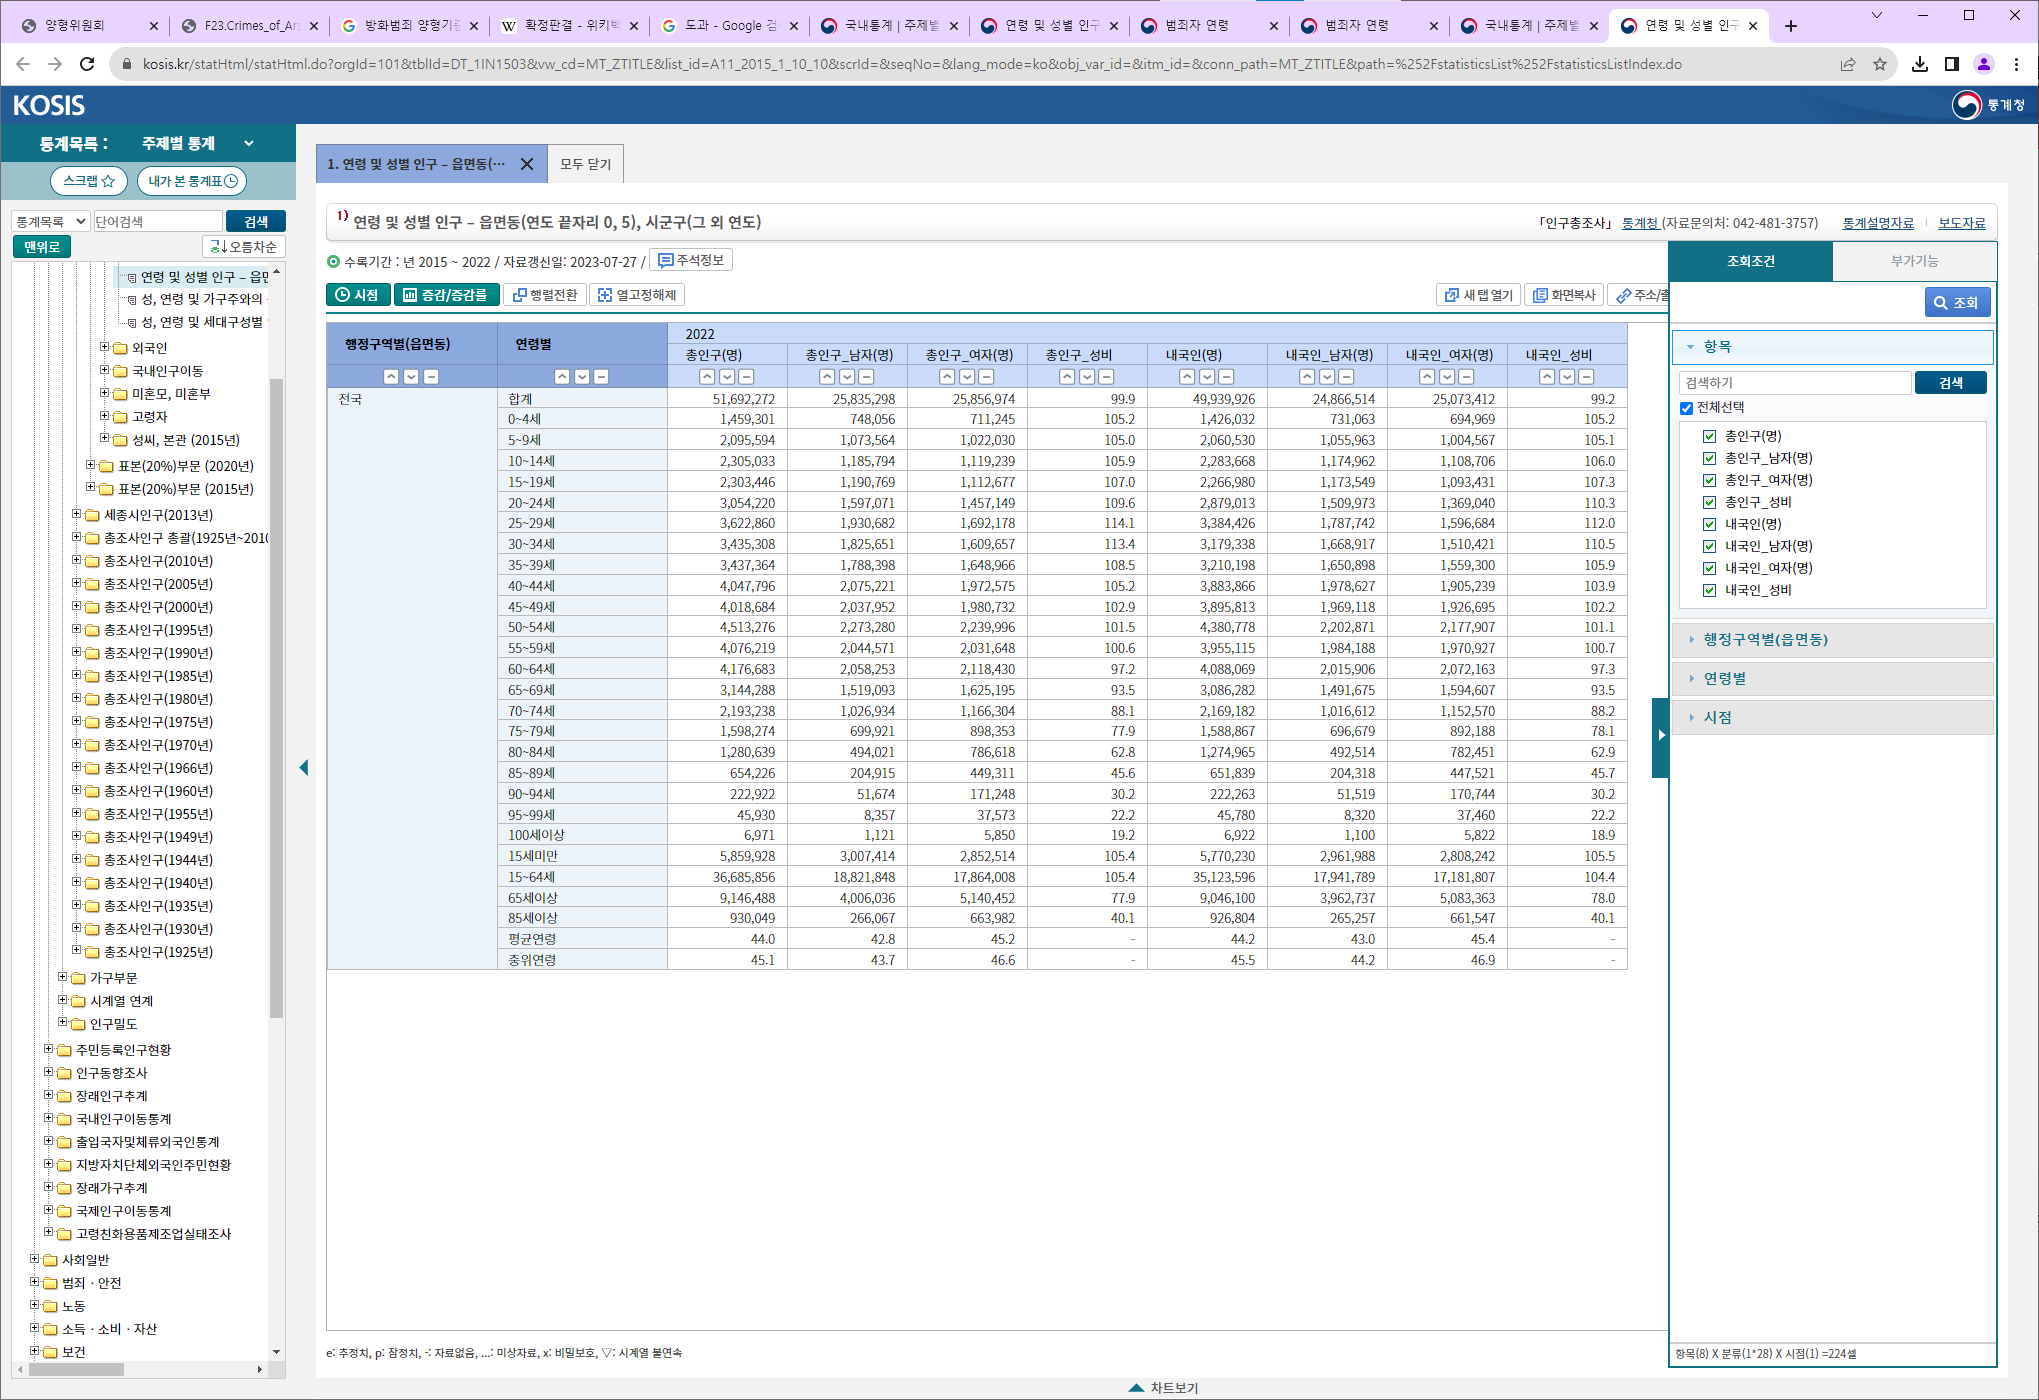 양형위원회
F23.Crimes_of_Ars
방화범죄 양형기준
확정판결 - 위키백
도과 - Google 검
국내통계 | 주제별
연령 및 성별 인구
범죄자 연령
범죄자 연령
국내통계 | 주제별
연령 및 성별 인구
kosis.kr/statHtml/statHtml.do?orgId=101&tblId=DT_1IN1503&vw_cd=MT_ZTITLE&list_id=A11_2015_1_10_10&scrId=&seqNo=&lang_mode=ko&obj_var_id=&itm_id=&conn_path=MT_ZTITLE&path=%252FstatisticsList%252FstatisticsListIndex.do
KOSIS
통계청
통계목록 : 주제별 통계
스크랩 내가 본 통계표
통계목록 단어검색 검색
맨위로 오름차순
연령 및 성별 인구 – 읍면
성, 연령 및 가구주와의
성, 연령 및 세대구성별
외국인
국내인구이동
미혼모, 미혼부
고령자
성씨, 본관 (2015년)
표본(20%)부문 (2020년)
표본(20%)부문 (2015년)
세종시인구(2013년)
총조사인구 총괄(1925년~2010
총조사인구(2010년)
총조사인구(2005년)
총조사인구(2000년)
총조사인구(1995년)
총조사인구(1990년)
총조사인구(1985년)
총조사인구(1980년)
총조사인구(1975년)
총조사인구(1970년)
총조사인구(1966년)
총조사인구(1960년)
총조사인구(1955년)
총조사인구(1949년)
총조사인구(1944년)
총조사인구(1940년)
총조사인구(1935년)
총조사인구(1930년)
총조사인구(1925년)
가구부문
시계열 연계
인구밀도
주민등록인구현황
인구동향조사
장래인구추계
국내인구이동통계
출입국자및체류외국인통계
지방자치단체외국인주민현황
장래가구추계
국제인구이동통계
고령친화용품제조업실태조사
사회일반
범죄 · 안전
노동
소득 · 소비 · 자산
보건
1. 연령 및 성별 인구 – 읍면동(··· 모두 닫기
1) 연령 및 성별 인구 – 읍면동(연도 끝자리 0, 5), 시군구(그 외 연도)
「인구총조사」 통계청 (자료문의처: 042-481-3757) 통계설명자료 보도자료
수록기간 : 년 2015 ~ 2022 / 자료갱신일: 2023-07-27 / 주석정보
시점 증감/증감률 행렬전환 열고정해제 새탭열기 화면복사 주소/출
행정구역별(읍면동) 연령별 2022
총인구(명) 총인구_남자(명) 총인구_여자(명) 총인구_성비 내국인(명) 내국인_남자(명) 내국인_여자(명) 내국인_성비
전국 합계 51,692,272 25,835,298 25,856,974 99.9 49,939,926 24,866,514 25,073,412 99.2
0~4세 1,459,301 748,056 711,245 105.2 1,426,032 731,063 694,969 105.2
5~9세 2,095,594 1,073,564 1,022,030 105.0 2,060,530 1,055,963 1,004,567 105.1
10~14세 2,305,033 1,185,794 1,119,239 105.9 2,283,668 1,174,962 1,108,706 106.0
15~19세 2,303,446 1,190,769 1,112,677 107.0 2,266,980 1,173,549 1,093,431 107.3
20~24세 3,054,220 1,597,071 1,457,149 109.6 2,879,013 1,509,973 1,369,040 110.3
25~29세 3,622,860 1,930,682 1,692,178 114.1 3,384,426 1,787,742 1,596,684 112.0
30~34세 3,435,308 1,825,651 1,609,657 113.4 3,179,338 1,668,917 1,510,421 110.5
35~39세 3,437,364 1,788,398 1,648,966 108.5 3,210,198 1,650,898 1,559,300 105.9
40~44세 4,047,796 2,075,221 1,972,575 105.2 3,883,866 1,978,627 1,905,239 103.9
45~49세 4,018,684 2,037,952 1,980,732 102.9 3,895,813 1,969,118 1,926,695 102.2
50~54세 4,513,276 2,273,280 2,239,996 101.5 4,380,778 2,202,871 2,177,907 101.1
55~59세 4,076,219 2,044,571 2,031,648 100.6 3,955,115 1,984,188 1,970,927 100.7
60~64세 4,176,683 2,058,253 2,118,430 97.2 4,088,069 2,015,906 2,072,163 97.3
65~69세 3,144,288 1,519,093 1,625,195 93.5 3,086,282 1,491,675 1,594,607 93.5
70~74세 2,193,238 1,026,934 1,166,304 88.1 2,169,182 1,016,612 1,152,570 88.2
75~79세 1,598,274 699,921 898,353 77.9 1,588,867 696,679 892,188 78.1
80~84세 1,280,639 494,021 786,618 62.8 1,274,965 492,514 782,451 62.9
85~89세 654,226 204,915 449,311 45.6 651,839 204,318 447,521 45.7
90~94세 222,922 51,674 171,248 30.2 222,263 51,519 170,744 30.2
95~99세 45,930 8,357 37,573 22.2 45,780 8,320 37,460 22.2
100세이상 6,971 1,121 5,850 19.2 6,922 1,100 5,822 18.9
15세미만 5,859,928 3,007,414 2,852,514 105.4 5,770,230 2,961,988 2,808,242 105.5
15~64세 36,685,856 18,821,848 17,864,008 105.4 35,123,596 17,941,789 17,181,807 104.4
65세이상 9,146,488 4,006,036 5,140,452 77.9 9,046,100 3,962,737 5,083,363 78.0
85세이상 930,049 266,067 663,982 40.1 926,804 265,257 661,547 40.1
평균연령 44.0 42.8 45.2 - 44.2 43.0 45.4 -
중위연령 45.1 43.7 46.6 - 45.5 44.2 46.9 -
e: 추정치, p: 잠정치, -: 자료없음, ...: 미상자료, x: 비밀보호, ▽: 시계열 불연속
차트보기
조회조건 부가기능
조회
항목
검색하기 검색
전체선택
총인구(명)
총인구_남자(명)
총인구_여자(명)
총인구_성비
내국인(명)
내국인_남자(명)
내국인_여자(명)
내국인_성비
행정구역별(읍면동)
연령별
시점
항목(8) X 분류(1*28) X 시점(1) =224셀